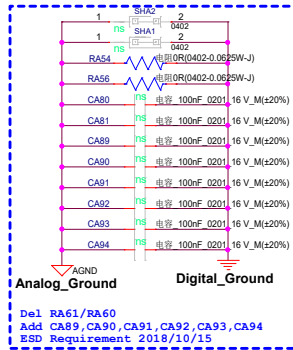 SHA2
1 2
ns 0402
SHA1
1 2
ns 0402
RA54 电阻0R(0402-0.0625W-J)
RA56 电阻0R(0402-0.0625W-J)
CA80 ns 电容_100nF_0201_16 V_M(±20%)
CA81 ns 电容_100nF_0201_16 V_M(±20%)
CA89 ns 电容_100nF_0201_16 V_M(±20%)
CA90 ns 电容_100nF_0201_16 V_M(±20%)
CA91 ns 电容_100nF_0201_16 V_M(±20%)
CA92 ns 电容_100nF_0201_16 V_M(±20%)
CA93 ns 电容_100nF_0201_16 V_M(±20%)
CA94 ns 电容_100nF_0201_16 V_M(±20%)
AGND
Analog_Ground Digital_Ground
Del RA61/RA60
Add CA89,CA90,CA91,CA92,CA93,CA94
ESD Requirement 2018/10/15